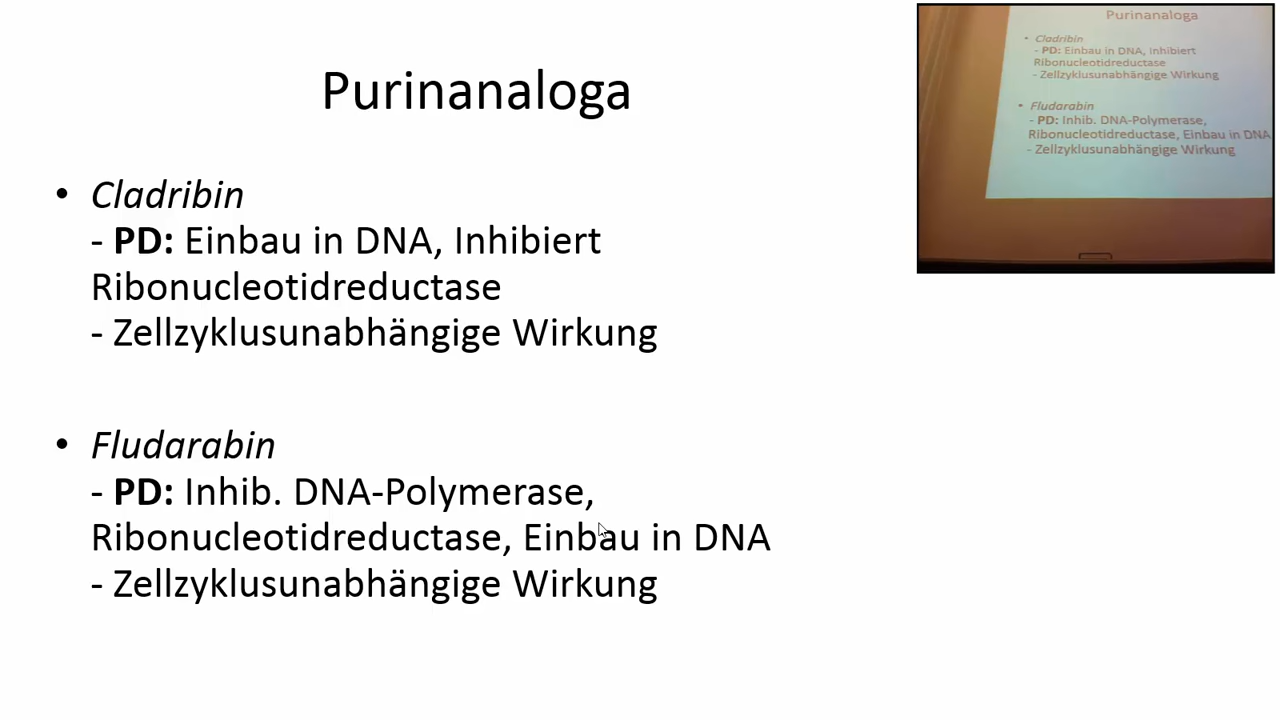 Purinanaloga
• Cladribin
- PD: Einbau in DNA, Inhibiert
Ribonucleotidreductase
- Zellzyklusunabhängige Wirkung
• Fludarabin
- PD: Inhib. DNA-Polymerase,
Ribonucleotidreductase, Einbau in DNA
- Zellzyklusunabhängige Wirkung
Purinanaloga
• Cladribin
- PD: Einbau in DNA, Inhibiert
Ribonucleotidreductase
- Zellzyklusunabhängige Wirkung
• Fludarabin
- PD: Inhib. DNA-Polymerase,
Ribonucleotidreductase, Einbau in DNA
- Zellzyklusunabhängige Wirkung